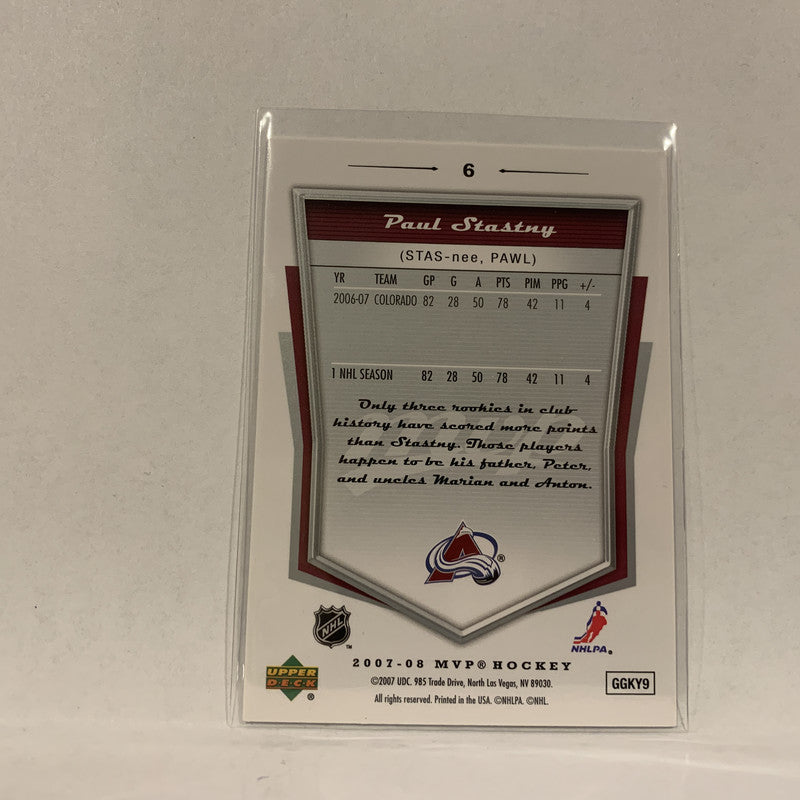 6
Paul Stastny
(STAS-nee, PAWL)
YR TEAM GP G A PTS PIM PPG +/-
2006-07 COLORADO 82 28 50 78 42 11 4
1 NHL SEASON 82 28 50 78 42 11 4
Only three rookies in club
history have scored more points
than Stastny. Those players
happen to be his father, Peter,
and uncles Marian and Anton.
A ®
NHL ™
NHLPA.
2007-08 MVP® HOCKEY
UPPER
DECK ®
©2007 UDC. 985 Trade Drive, North Las Vegas, NV 89030.
All rights reserved. Printed in the USA. ©NHLPA. ©NHL.
GGKY9